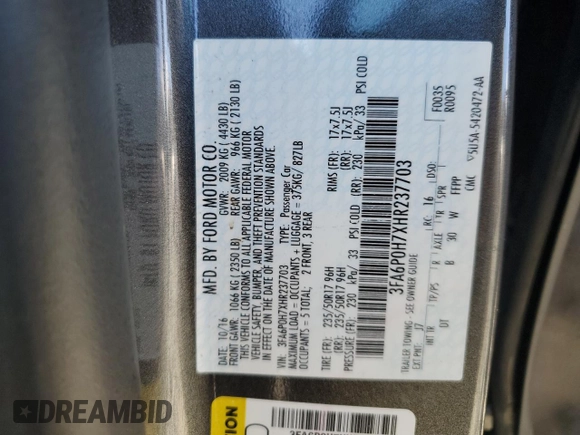 MFD. BY FORD MOTOR CO.
DATE: 10/16 GVWR: 2009 KG ( 4430 LB)
FRONT GAWR: 1066 KG ( 2350 LB) REAR GAWR: 966 KG ( 2130 LB)
THIS VEHICLE CONFORMS TO ALL APPLICABLE FEDERAL MOTOR
VEHICLE SAFETY, BUMPER, AND THEFT PREVENTION STANDARDS
IN EFFECT ON THE DATE OF MANUFACTURE SHOWN ABOVE.
VIN: 3FA6P0H7XHR237703 TYPE: Passenger Car
MAXIMUM LOAD = OCCUPANTS + LUGGAGE = 375KG/ 827LB
OCCUPANTS = 5 TOTAL; 2 FRONT, 3 REAR
TIRE (FR): 235/50R17 96H RIMS (FR): 17x7.5J
(RR): 235/50R17 96H (RR): 17x7.5J
PRESSURE (FR): 230 kPa/ 33 PSI COLD (RR): 230 kPa/ 33 PSI COLD
3FA6P0H7XHR237703
TRAILER TOWING - SEE OWNER GUIDE
F0035
R0095
EXT PNT: J7 RC: 16 DSO:
INT TR TP/PS R AXLE TR SPR
DT B 30 W FFPP
CMC
5U5A-5420472-AA
DREAMBID